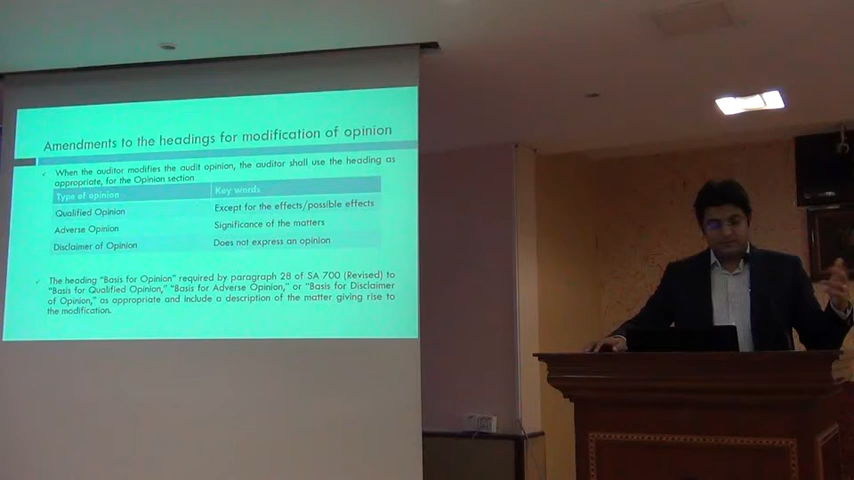 Amendments to the headings for modification of opinion
When the auditor modifies the audit opinion, the auditor shall use the heading as
appropriate, for the Opinion section
Type of opinion Key words
Qualified Opinion Except for the effects/possible effects
Adverse Opinion Significance of the matters
Disclaimer of Opinion Does not express an opinion
The heading "Basis for Opinion" required by paragraph 28 of SA 700 (Revised) to
"Basis for Qualified Opinion," "Basis for Adverse Opinion," or "Basis for Disclaimer
of Opinion," as appropriate and include a description of the matter giving rise to
the modification.